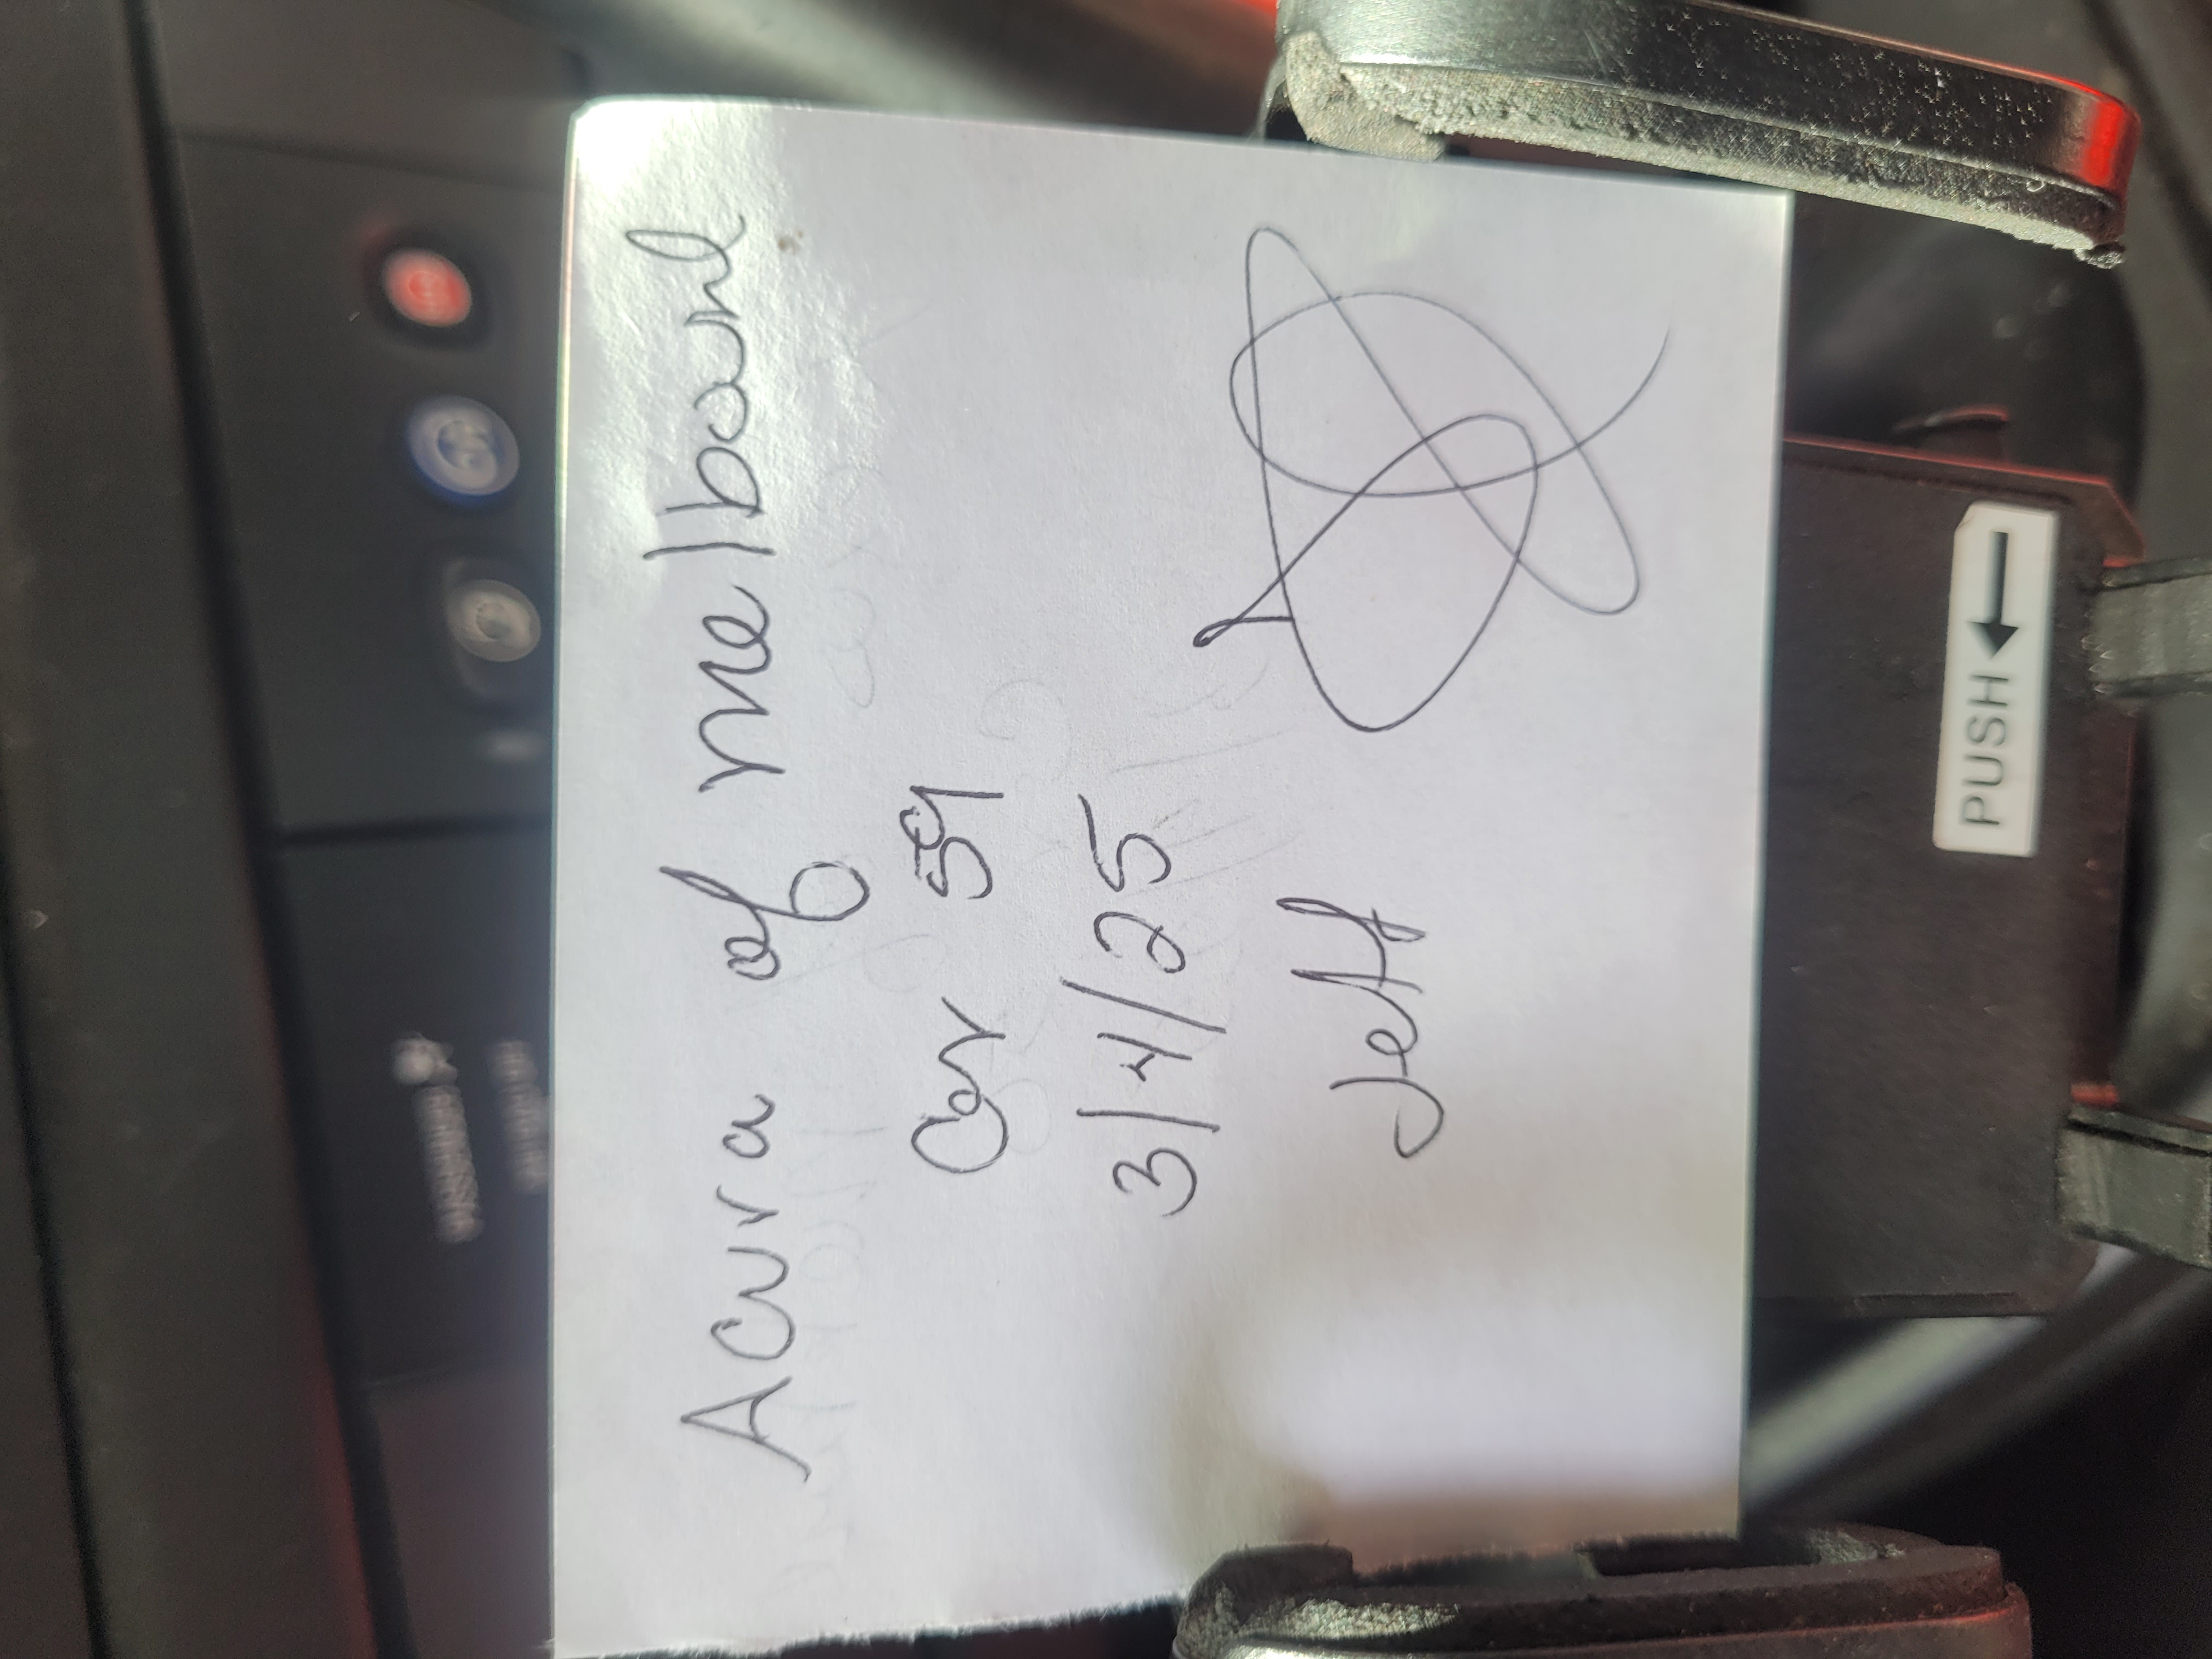 Acura of melbourne
Car 59
3/4/25
Jeff
PUSH